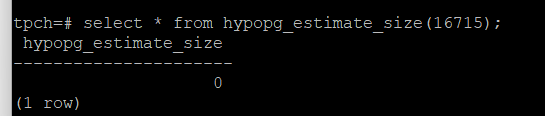 tpch=# select * from hypopg_estimate_size(16715);
 hypopg_estimate_size
----------------------
                    0
(1 row)